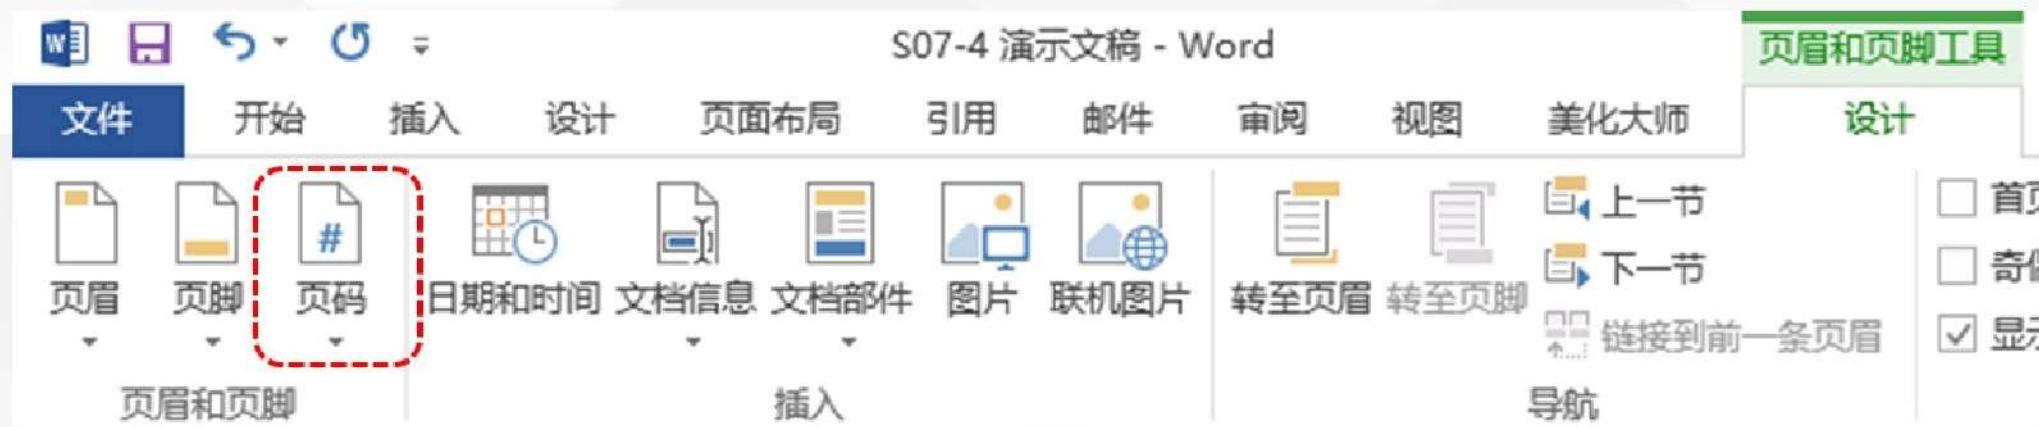 S07-4 演示文稿 - Word
页眉和页脚工具
文件 开始 插入 设计 页面布局 引用 邮件 审阅 视图 美化大师 设计
#
上一节 首页
下一节
页眉 页脚 页码 日期和时间 文档信息 文档部件 图片 联机图片 转至页眉 转至页脚
链接到前一条页眉
页眉和页脚 插入 导航